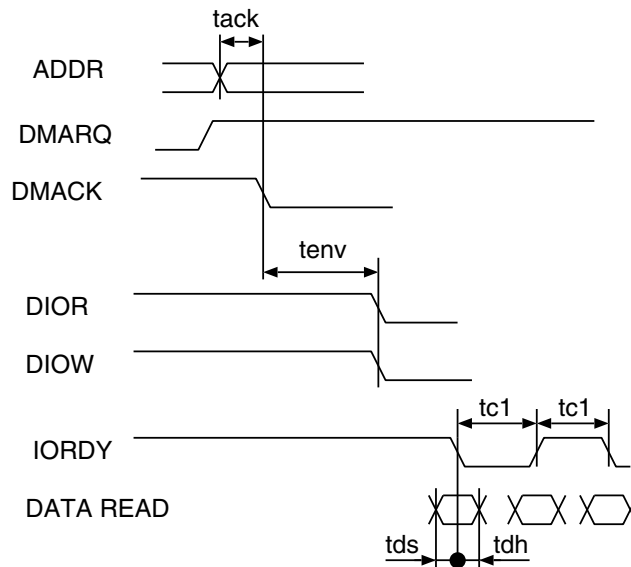 tack
ADDR
DMARQ
DMACK
tenv
DIOR
DIOW
tc1 tc1
IORDY
DATA READ
tds tdh